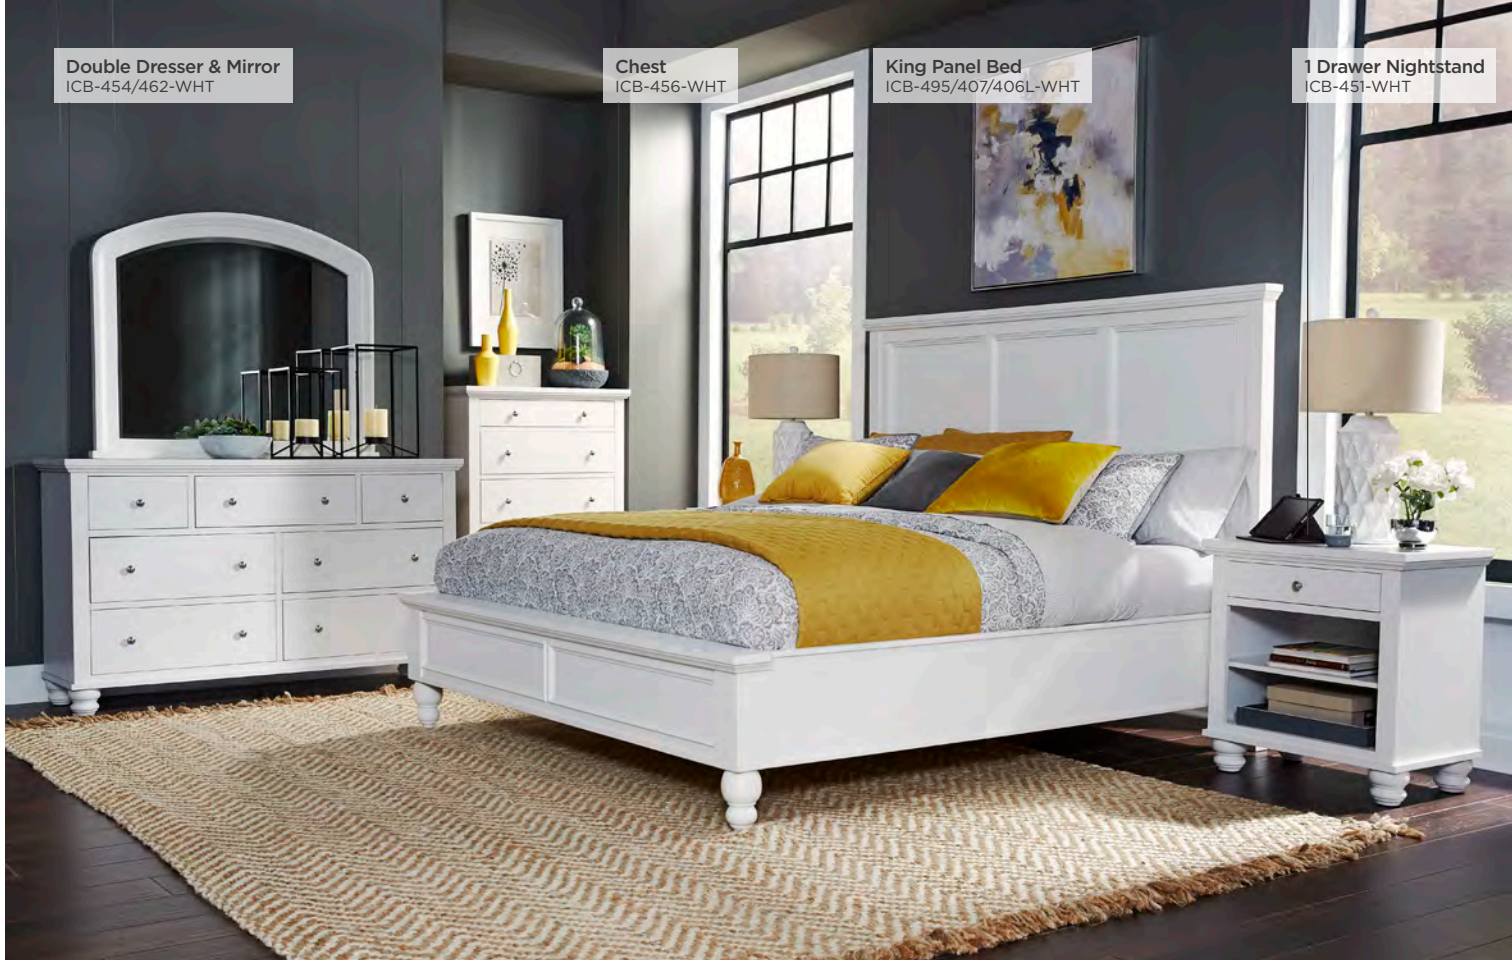 Double Dresser & Mirror
ICB-454/462-WHT
Chest
ICB-456-WHT
King Panel Bed
ICB-495/407/406L-WHT
1 Drawer Nightstand
ICB-451-WHT